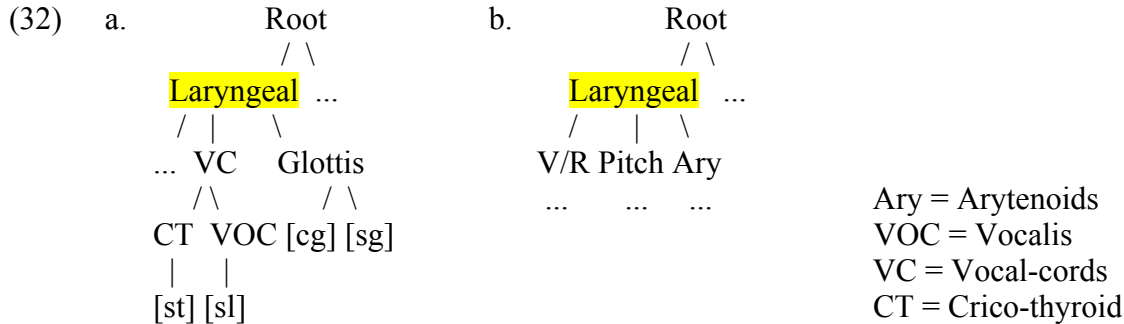 (32) a. Root b. Root
/ \ / \
Laryngeal ... Laryngeal ...
/ | \ / | \
... VC Glottis V/R Pitch Ary
/ \ / \ ... ... ...
Ary = Arytenoids
CT VOC [cg] [sg] VOC = Vocalis
| | VC = Vocal-cords
[st] [sl] CT = Crico-thyroid